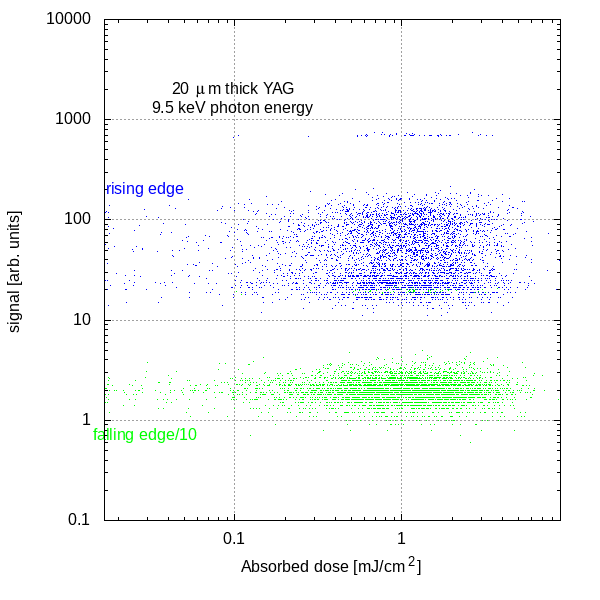 10000
20 μm thick YAG
9.5 keV photon energy
1000
rising edge
100
signal [arb. units]
10
1
falling edge/10
0.1
0.1 1
Absorbed dose [mJ/cm²]